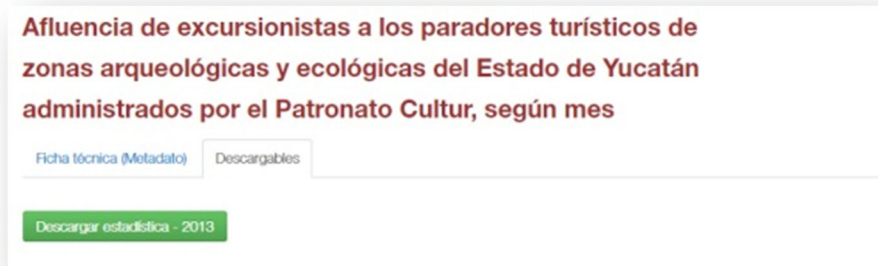 Afluencia de excursionistas a los paradores turísticos de
zonas arqueológicas y ecológicas del Estado de Yucatán
administrados por el Patronato Cultur, según mes
Ficha técnica (Metadato) Descargables
Descargar estadística - 2013